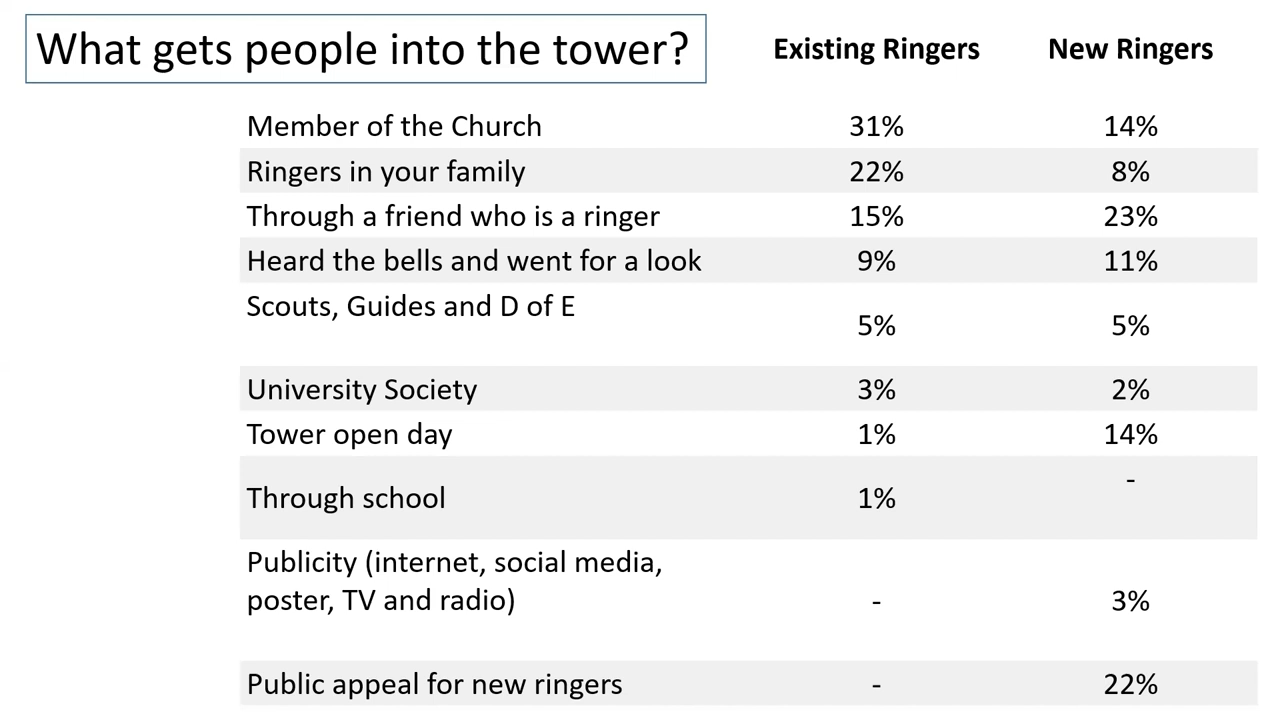 What gets people into the tower? Existing Ringers New Ringers
Member of the Church 31% 14%
Ringers in your family 22% 8%
Through a friend who is a ringer 15% 23%
Heard the bells and went for a look 9% 11%
Scouts, Guides and D of E 5% 5%
University Society 3% 2%
Tower open day 1% 14%
Through school 1% -
Publicity (internet, social media,
poster, TV and radio) - 3%
Public appeal for new ringers - 22%